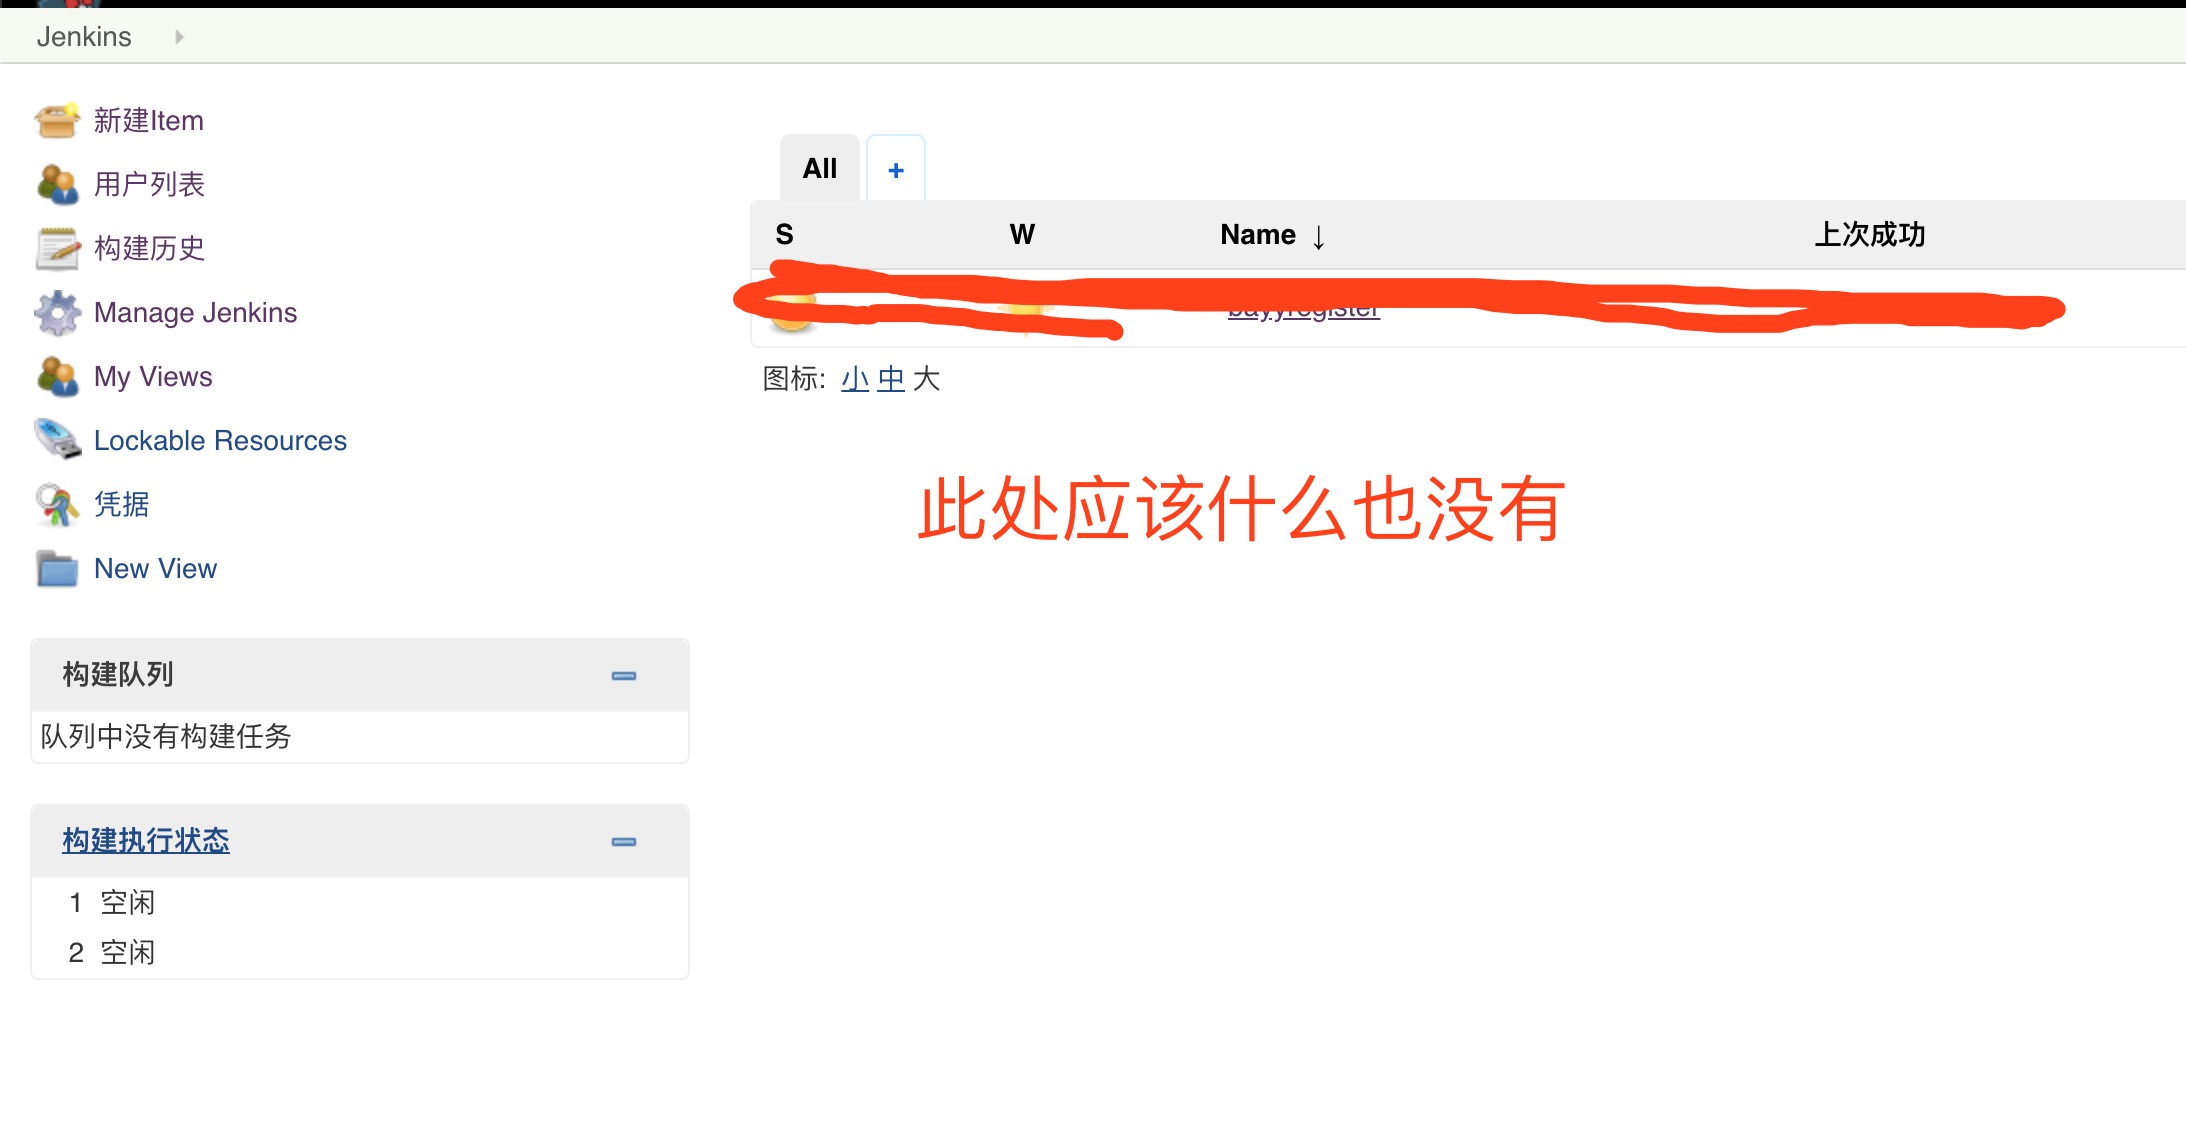 Jenkins
新建Item
用户列表
构建历史
Manage Jenkins
My Views
Lockable Resources
凭据
New View
构建队列
队列中没有构建任务
构建执行状态
1 空闲
2 空闲
All +
S W Name ↓ 上次成功
图标: 小 中 大
此处应该什么也没有